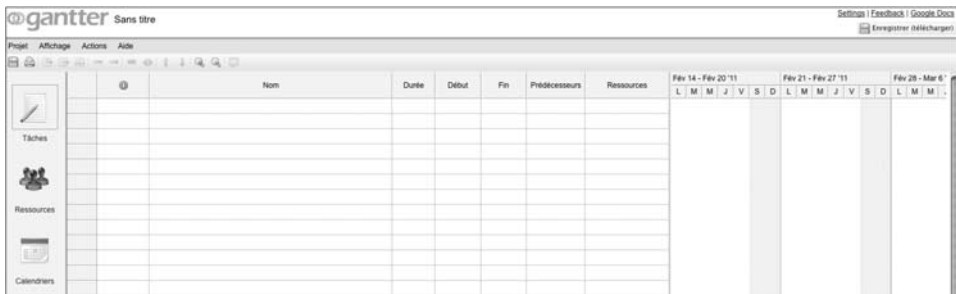 Settings | Feedback | Google Docs
gantter Sans titre
Enregistrer (télécharger)
Projet Affichage Actions Aide
Nom Durée Début Fin Prédécesseurs Ressources
Fév 14 - Fév 20 '11 Fév 21 - Fév 27 '11 Fév 28 - Mar 6 '
L M M J V S D L M M J V S D L M M
Tâches
Ressources
Calendriers